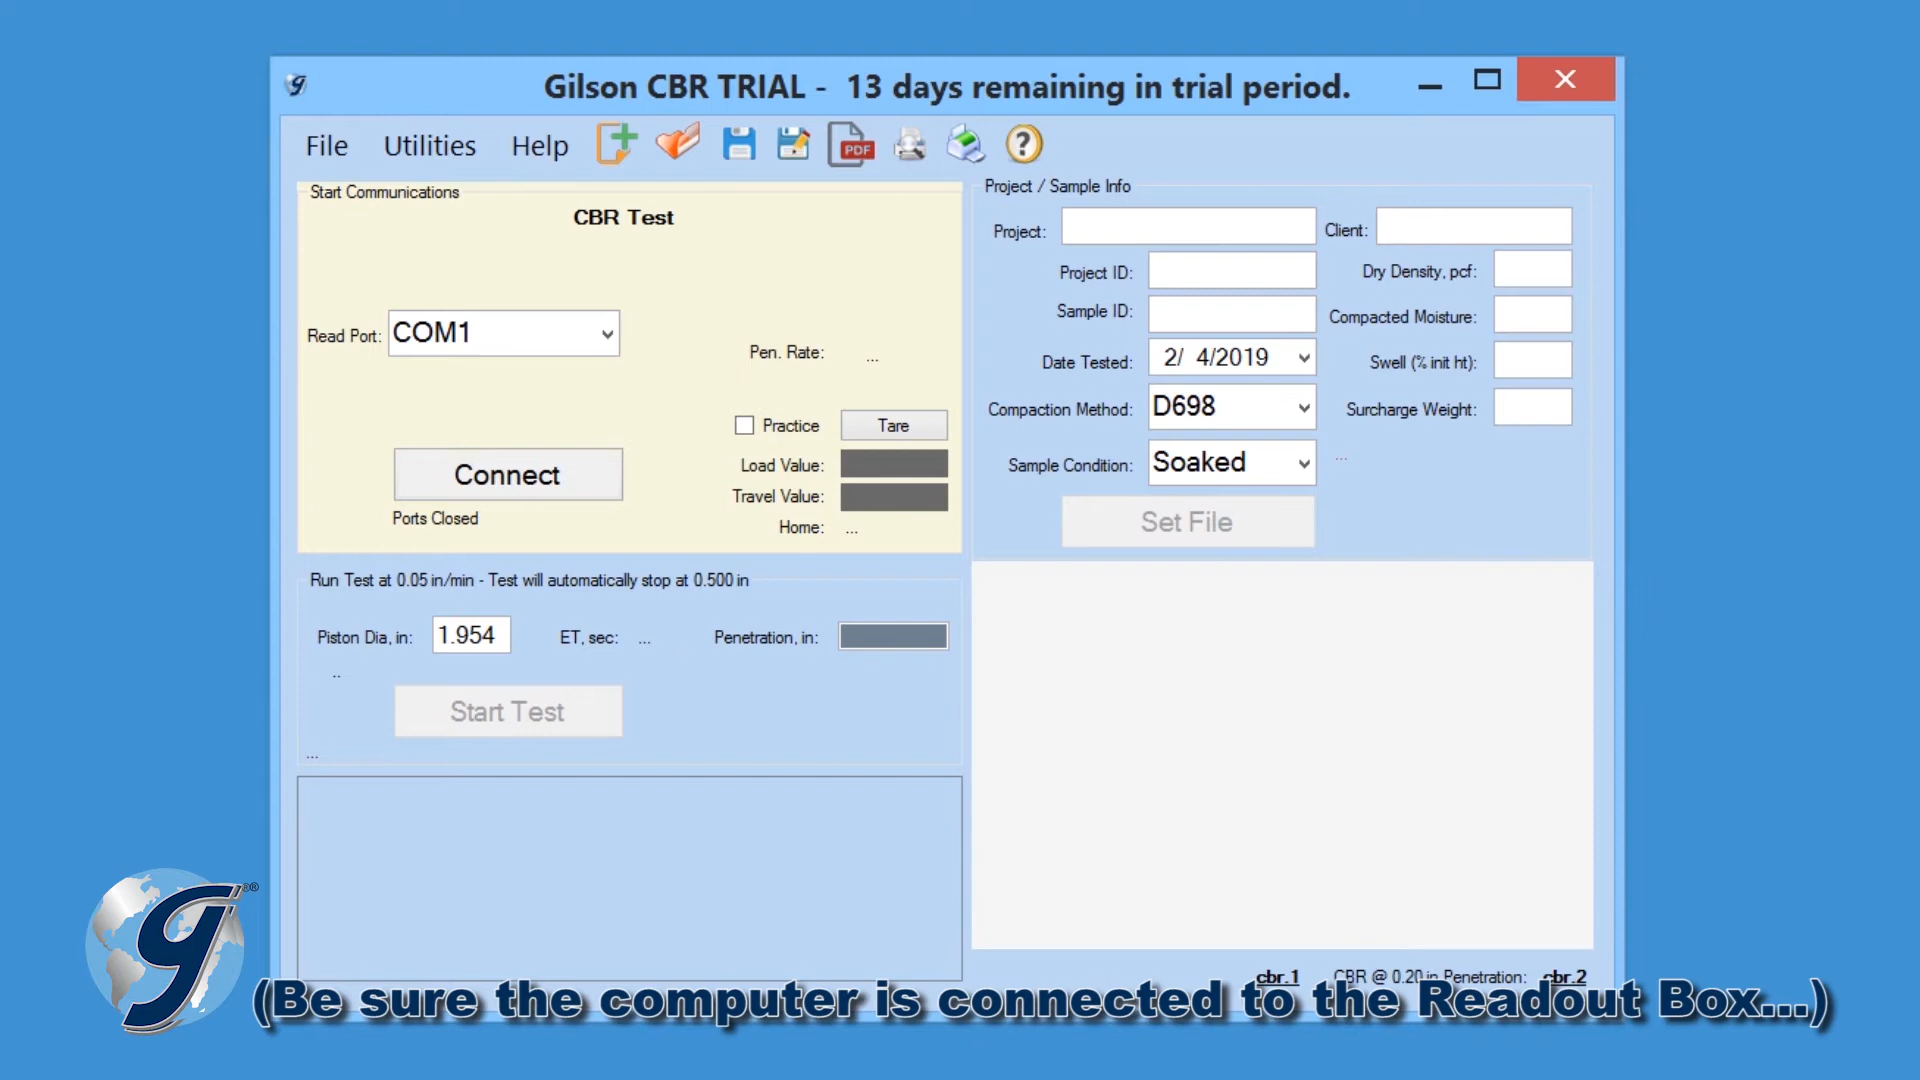 Gilson CBR TRIAL - 13 days remaining in trial period.
File Utilities Help PDF ?
Start Communications
CBR Test
Read Port: COM1
Pen. Rate: ...
Practice Tare
Connect
Load Value:
Travel Value:
Ports Closed
Home: ...
Project / Sample Info
Project: Client:
Project ID: Dry Density, pcf:
Sample ID: Compacted Moisture:
Date Tested: 2/ 4/2019 Swell (% init ht):
Compaction Method: D698 Surcharge Weight:
Sample Condition: Soaked ...
Set File
Run Test at 0.05 in/min - Test will automatically stop at 0.500 in
Piston Dia, in: 1.954 ET, sec: ... Penetration, in:
..
Start Test
...
cbr.1 CBR @ 0.20 in Penetration: cbr.2
g ®
(Be sure the computer is connected to the Readout Box...)